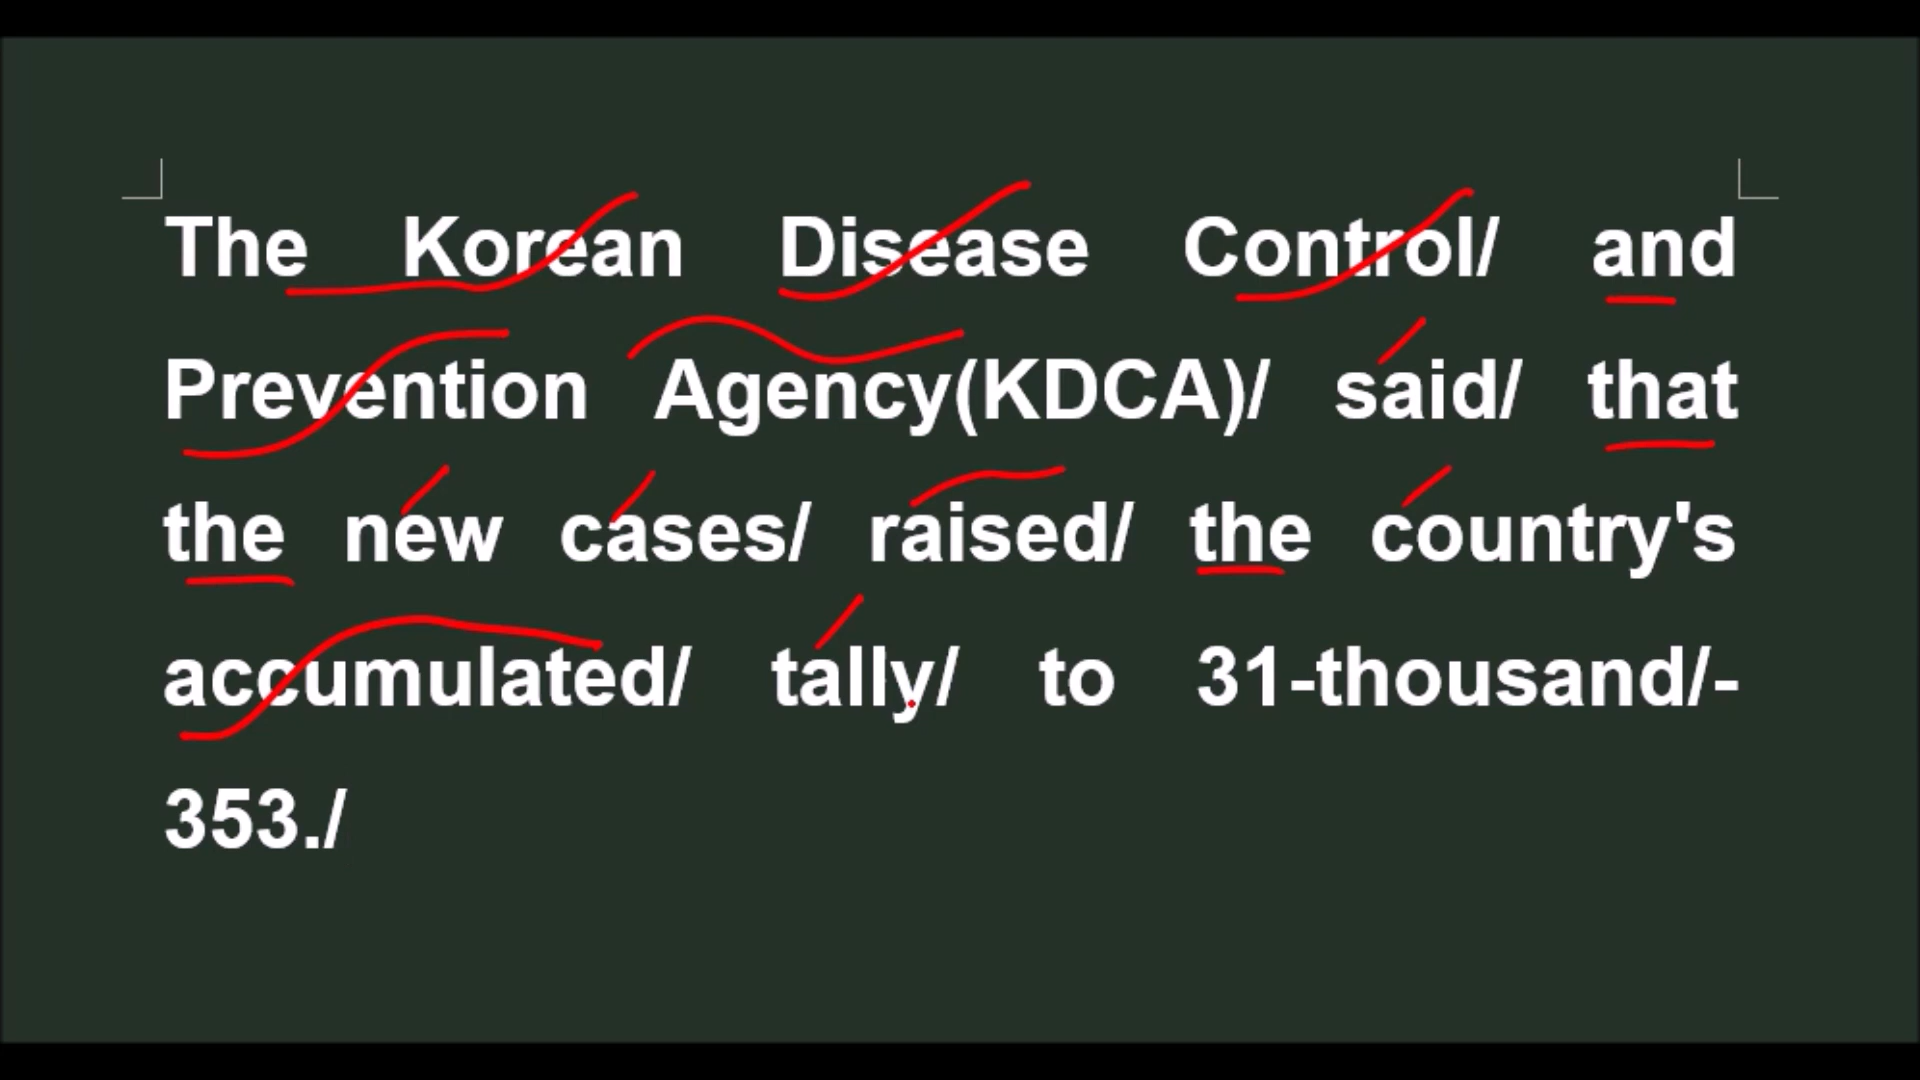 The Korean Disease Control/ and
Prevention Agency(KDCA)/ said/ that
the new cases/ raised/ the country's
accumulated/ tally/ to 31-thousand/-
353./